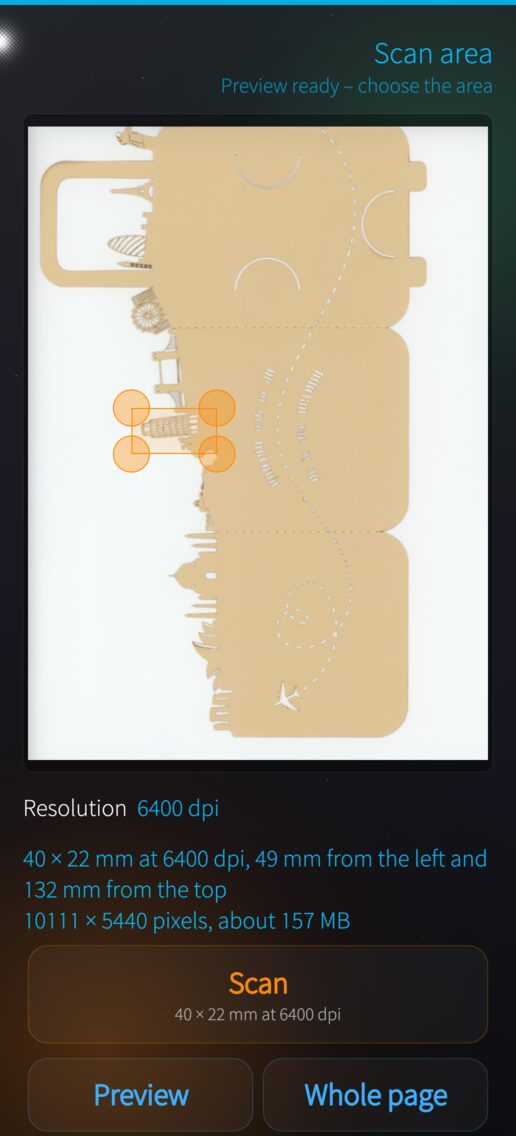 Scan area
Preview ready – choose the area
Resolution 6400 dpi
40 × 22 mm at 6400 dpi, 49 mm from the left and
132 mm from the top
10111 × 5440 pixels, about 157 MB
Scan
40 × 22 mm at 6400 dpi
Preview
Whole page